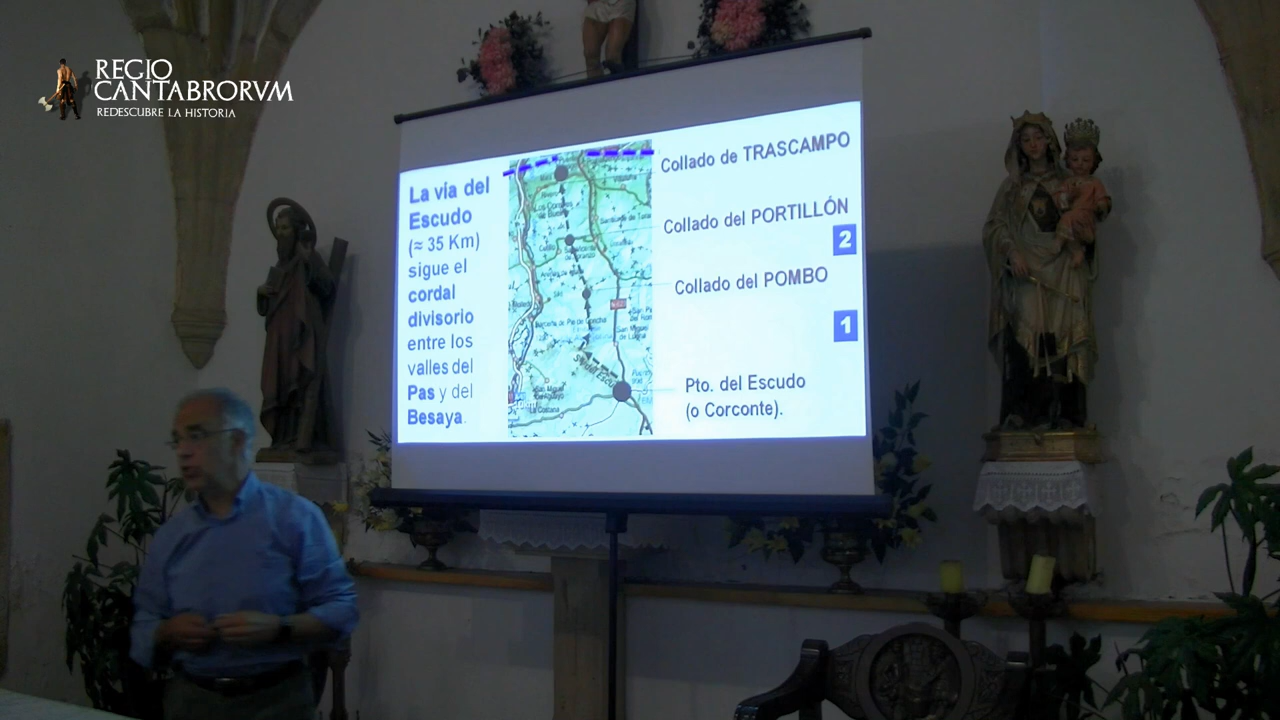 REGIO
CANTABRORVM
REDESCUBRE LA HISTORIA
La vía del
Escudo
(≈ 35 Km)
sigue el
cordal
divisorio
entre los
valles del
Pas y del
Besaya.
Collado de TRASCAMPO
Collado del PORTILLÓN
2
Collado del POMBO
1
Pto. del Escudo
(o Corconte).